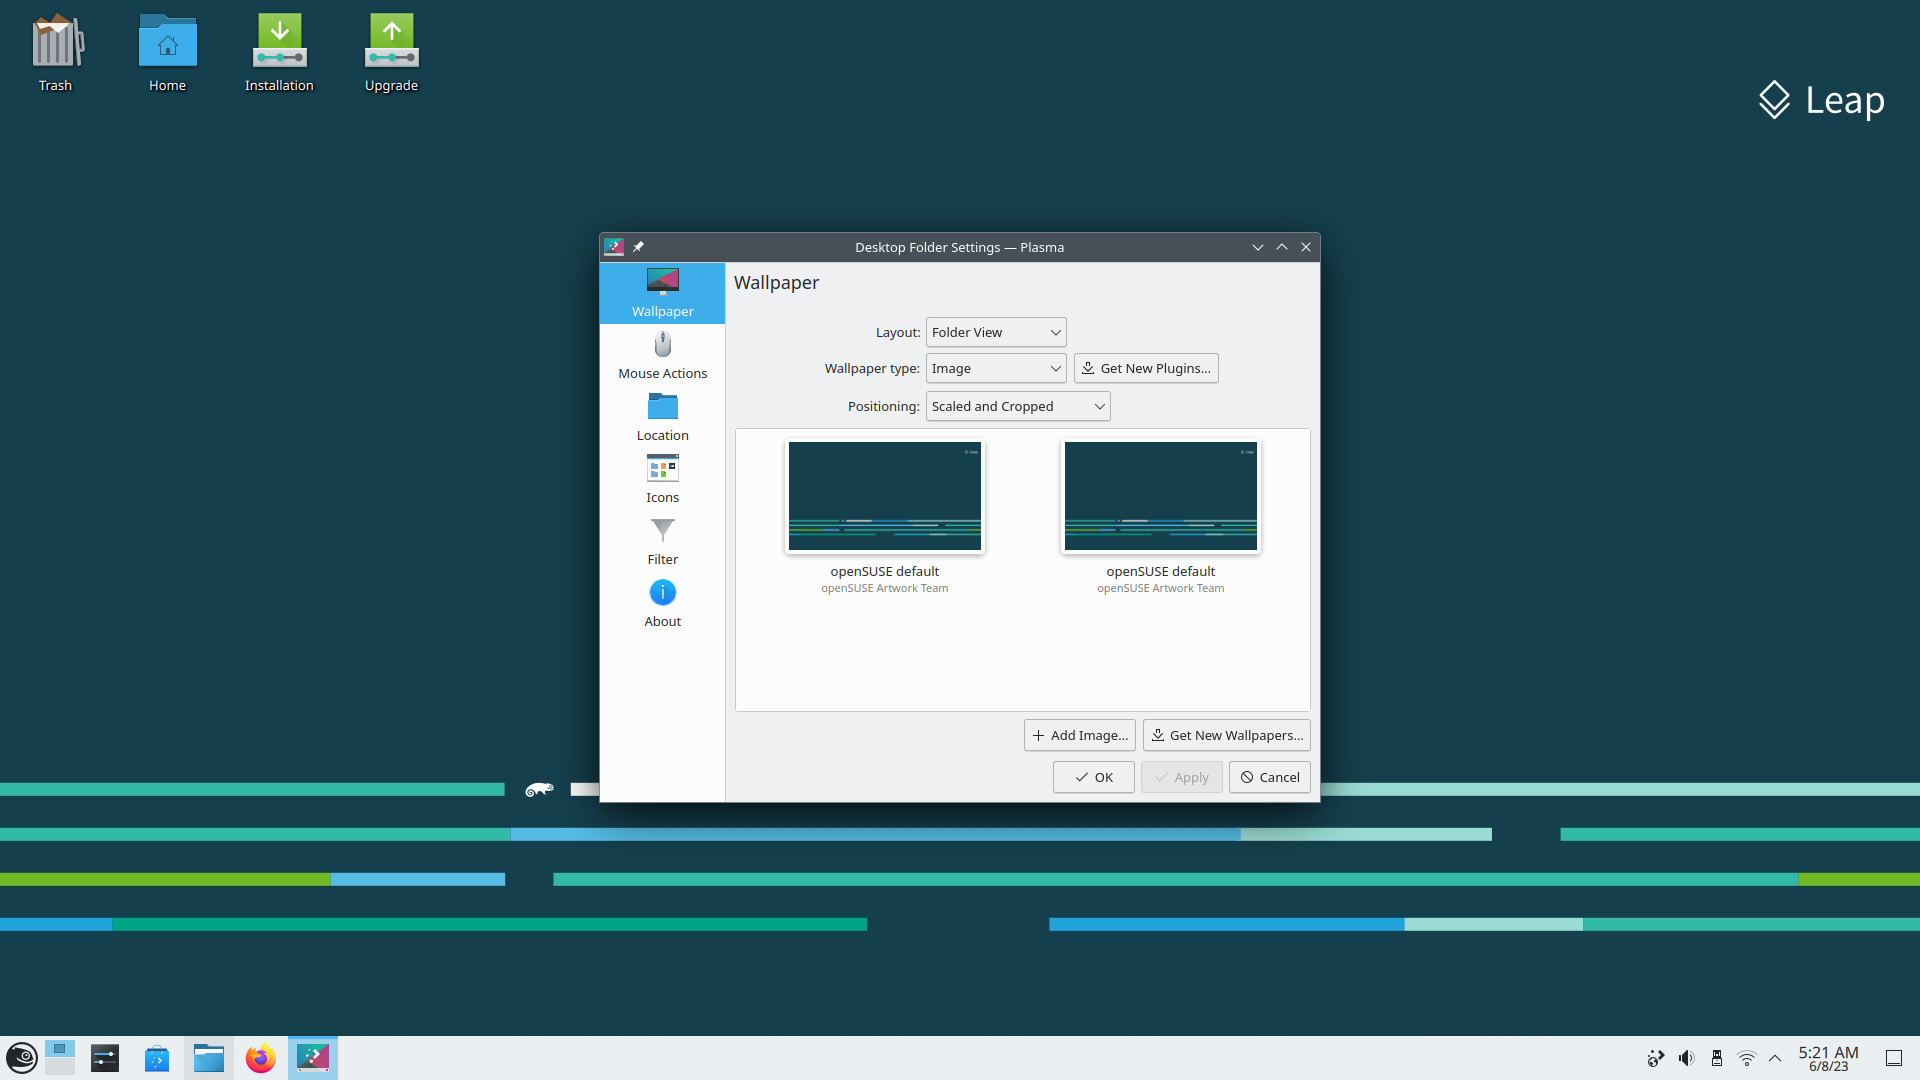 Trash
Home
Installation
Upgrade
Leap
Desktop Folder Settings — Plasma
Wallpaper
Mouse Actions
Location
Icons
Filter
About
Wallpaper
Layout: Folder View
Wallpaper type: Image Get New Plugins...
Positioning: Scaled and Cropped
openSUSE default
openSUSE Artwork Team
openSUSE default
openSUSE Artwork Team
Add Image... Get New Wallpapers...
OK Apply Cancel
5:21 AM
6/8/23